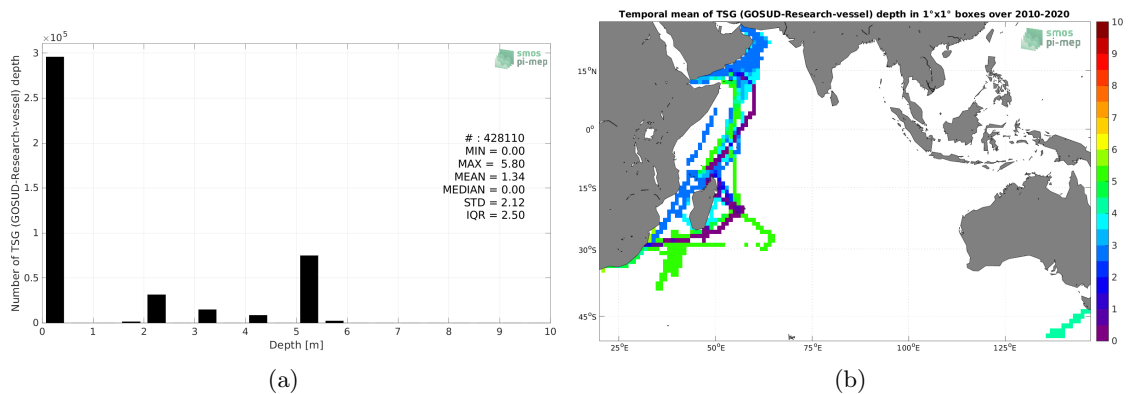 3
×10⁵
2.5
2
1.5
1
0.5
0
Number of TSG (GOSUD-Research-vessel) depth
smos
pi-mep
# : 428110
MIN = 0.00
MAX = 5.80
MEAN = 1.34
MEDIAN = 0.00
STD = 2.12
IQR = 2.50
0 1 2 3 4 5 6 7 8 9 10
Depth [m]
(a)
Temporal mean of TSG (GOSUD-Research-vessel) depth in 1°x1° boxes over 2010-2020
smos
pi-mep
15°N
0°
15°S
30°S
45°S
25°E 50°E 75°E 100°E 125°E
10
9
8
7
6
5
4
3
2
1
0
(b)